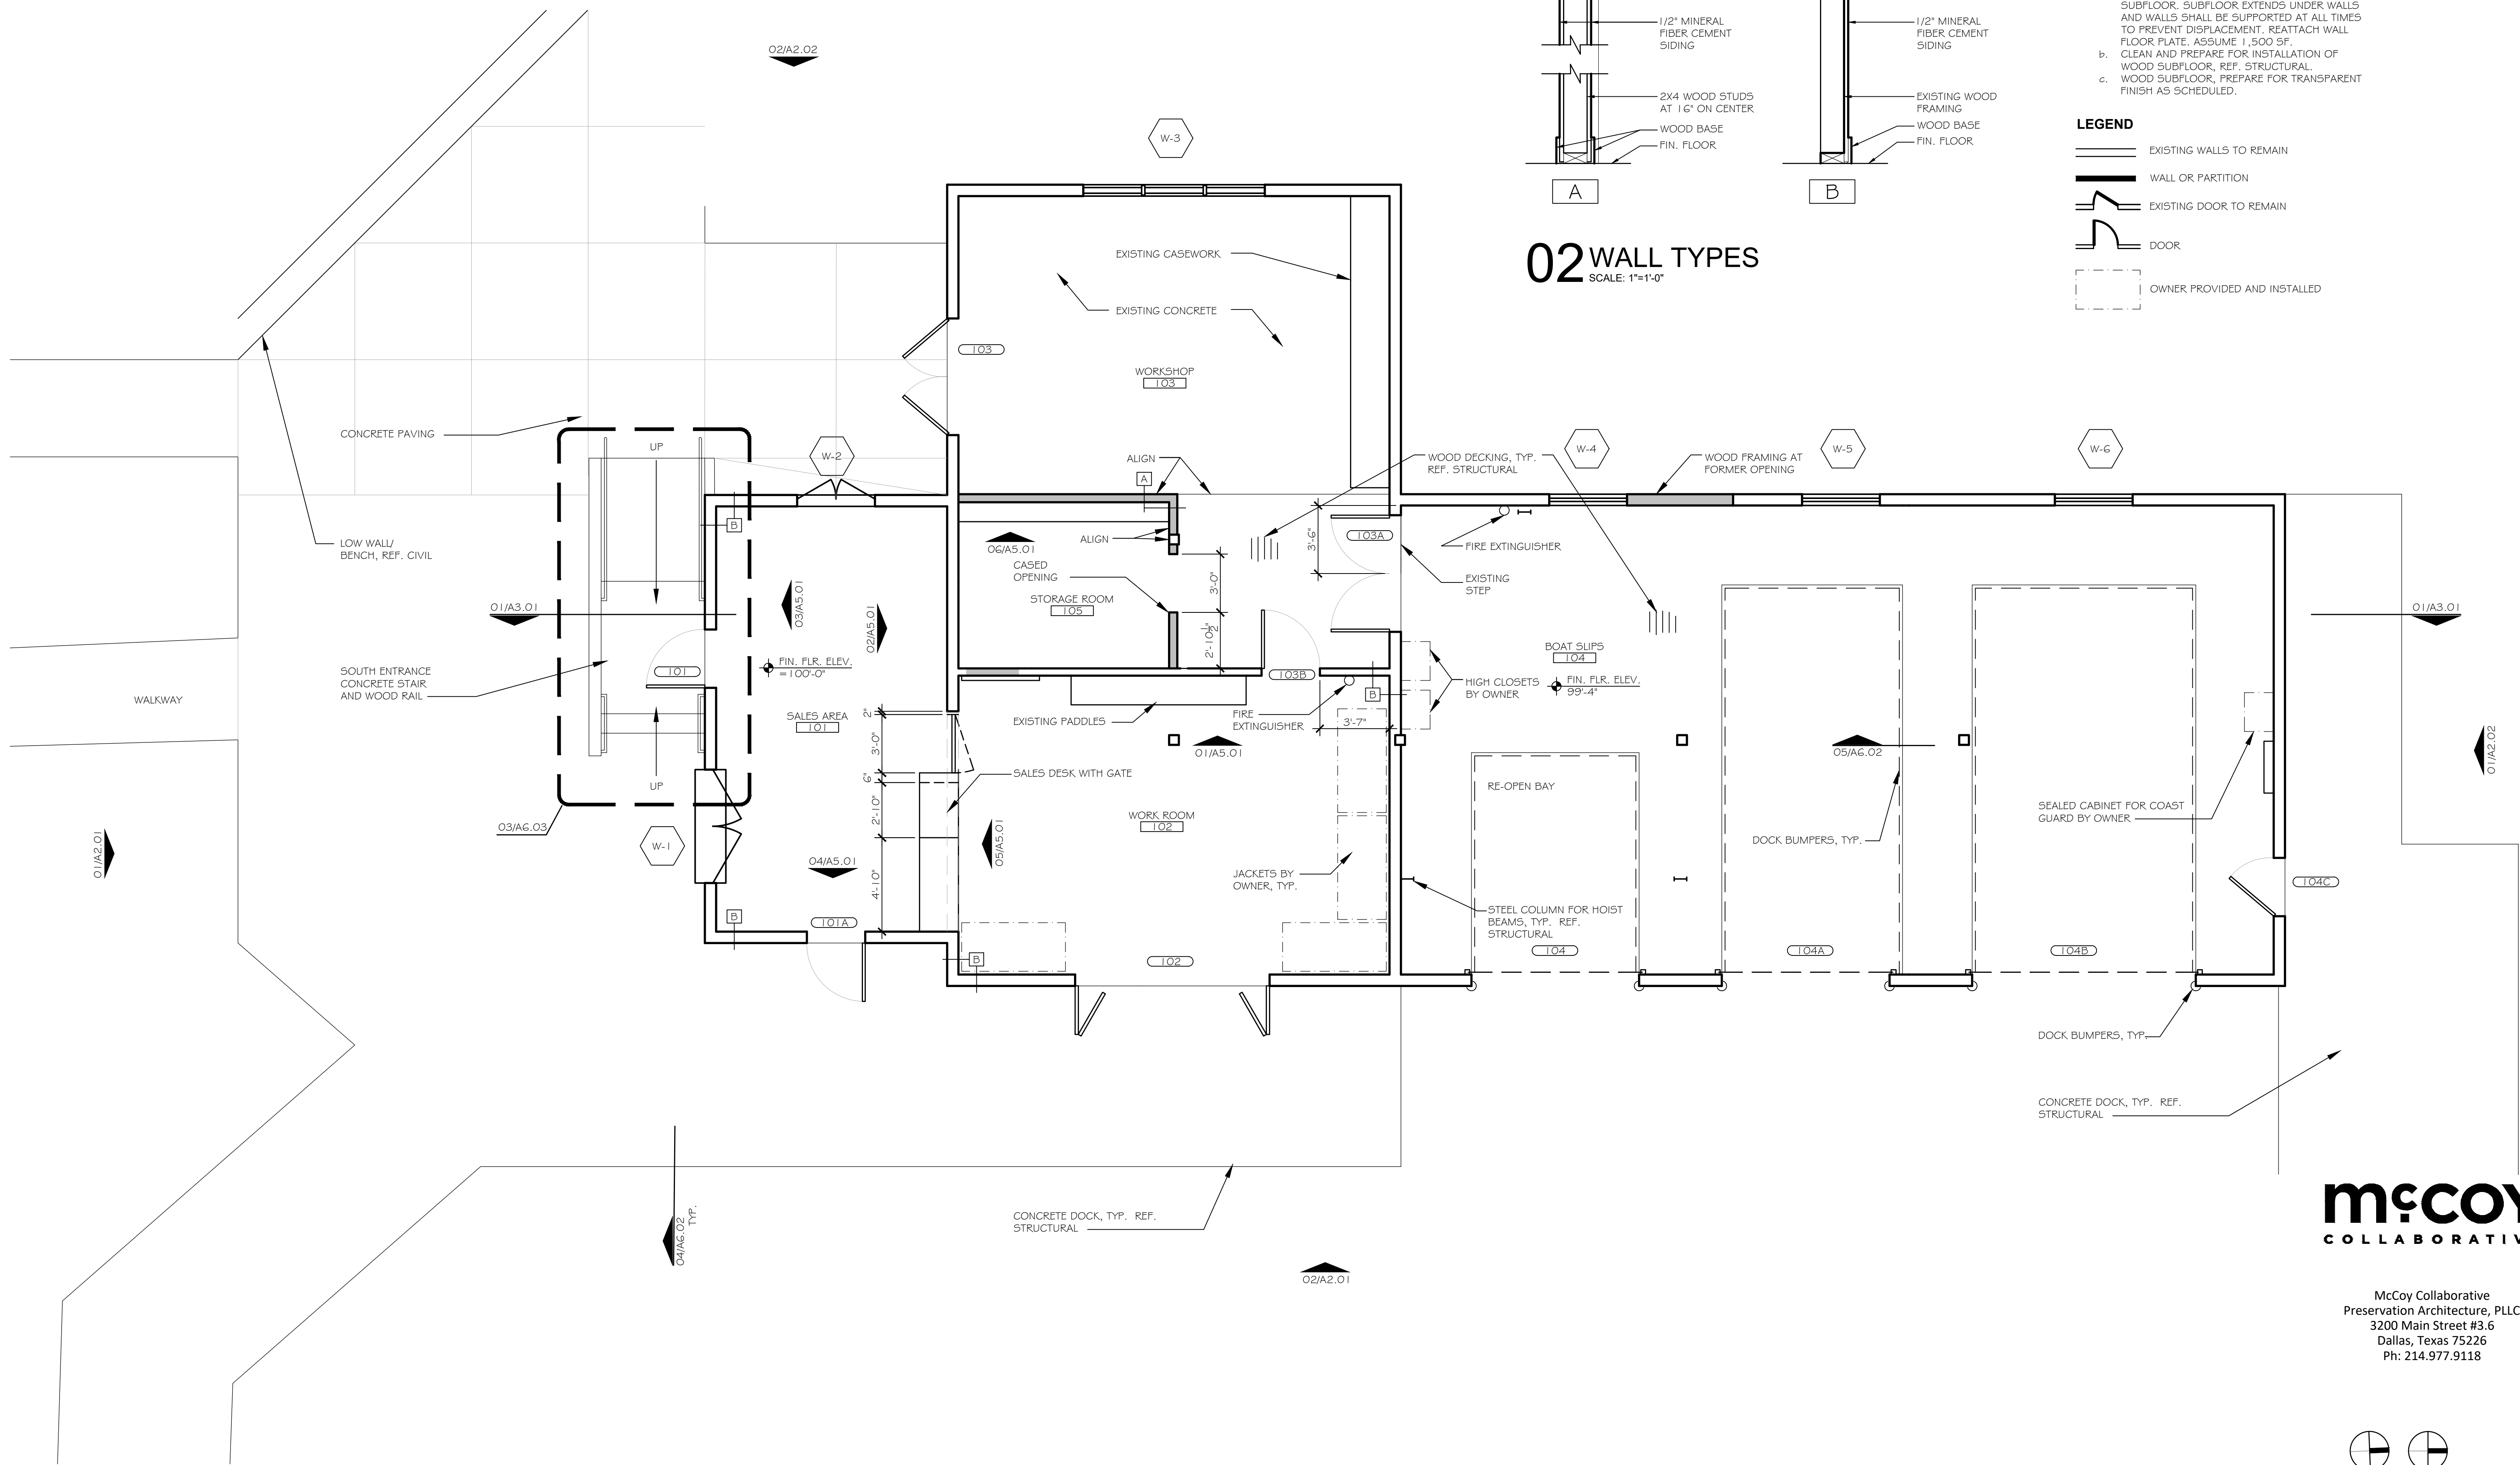 SUBFLOOR. SUBFLOOR EXTENDS UNDER WALLS
AND WALLS SHALL BE SUPPORTED AT ALL TIMES
TO PREVENT DISPLACEMENT. REATTACH WALL
FLOOR PLATE. ASSUME 1,500 SF.
b. CLEAN AND PREPARE FOR INSTALLATION OF
WOOD SUBFLOOR, REF. STRUCTURAL.
c. WOOD SUBFLOOR, PREPARE FOR TRANSPARENT
FINISH AS SCHEDULED.
LEGEND
EXISTING WALLS TO REMAIN
WALL OR PARTITION
EXISTING DOOR TO REMAIN
DOOR
OWNER PROVIDED AND INSTALLED
1/2" MINERAL
FIBER CEMENT
SIDING
2X4 WOOD STUDS
AT 16" ON CENTER
WOOD BASE
FIN. FLOOR
A
1/2" MINERAL
FIBER CEMENT
SIDING
EXISTING WOOD
FRAMING
WOOD BASE
FIN. FLOOR
B
02 WALL TYPES
SCALE: 1"=1'-0"
02/A2.02
W-3
EXISTING CASEWORK
EXISTING CONCRETE
103
WORKSHOP
103
CONCRETE PAVING
UP
W-2
ALIGN
A
WOOD DECKING, TYP.
REF. STRUCTURAL
W-4
WOOD FRAMING AT
FORMER OPENING
W-5
W-6
LOW WALL/
BENCH, REF. CIVIL
B
06/A5.01
ALIGN
CASED
OPENING
STORAGE ROOM
105
3'-0"
2'-10 1/2"
3'-6"
103A
FIRE EXTINGUISHER
EXISTING
STEP
01/A3.01
03/A5.01
02/A5.01
01/A3.01
SOUTH ENTRANCE
CONCRETE STAIR
AND WOOD RAIL
101
FIN. FLR. ELEV.
=100'-0"
WALKWAY
SALES AREA
101
2"
3'-0"
6"
2'-10"
4'-10"
EXISTING PADDLES
FIRE
EXTINGUISHER
103B
3'-7"
B
HIGH CLOSETS
BY OWNER
BOAT SLIPS
104
FIN. FLR. ELEV.
99'-4"
01/A5.01
SALES DESK WITH GATE
05/A6.02
01/A2.02
UP
03/A6.03
W-1
01/A2.01
04/A5.01
05/A5.01
WORK ROOM
102
RE-OPEN BAY
DOCK BUMPERS, TYP.
SEALED CABINET FOR COAST
GUARD BY OWNER
JACKETS BY
OWNER, TYP.
STEEL COLUMN FOR HOIST
BEAMS, TYP. REF.
STRUCTURAL
104C
B
101A
B
102
104
104A
104B
DOCK BUMPERS, TYP.
CONCRETE DOCK, TYP. REF.
STRUCTURAL
04/A6.02
TYP.
CONCRETE DOCK, TYP. REF.
STRUCTURAL
02/A2.01
McCOY
COLLABORATIV
McCoy Collaborative
Preservation Architecture, PLLC
3200 Main Street #3.6
Dallas, Texas 75226
Ph: 214.977.9118